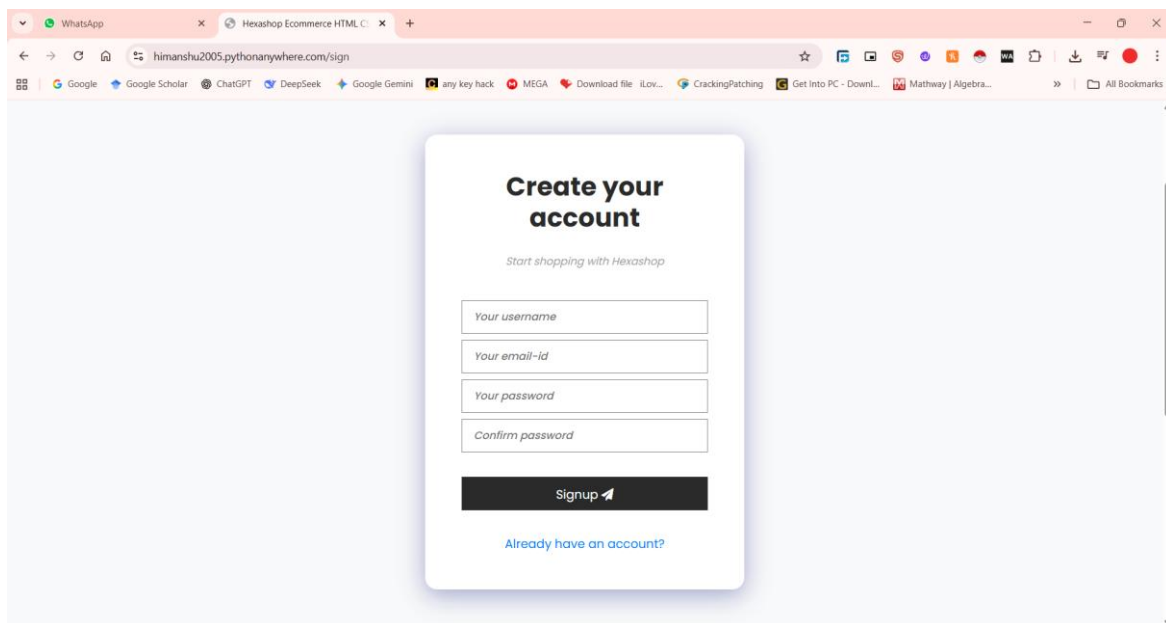 WhatsApp
Hexashop Ecommerce HTML C
himanshu2005.pythonanywhere.com/sign
WA
Google
Google Scholar
ChatGPT
DeepSeek
Google Gemini
any key hack
MEGA
Download file iLov...
CrackingPatching
Get Into PC - Downl...
Mathway | Algebra...
All Bookmarks
Create your
account
Start shopping with Hexashop
Your username
Your email-id
Your password
Confirm password
Signup
Already have an account?